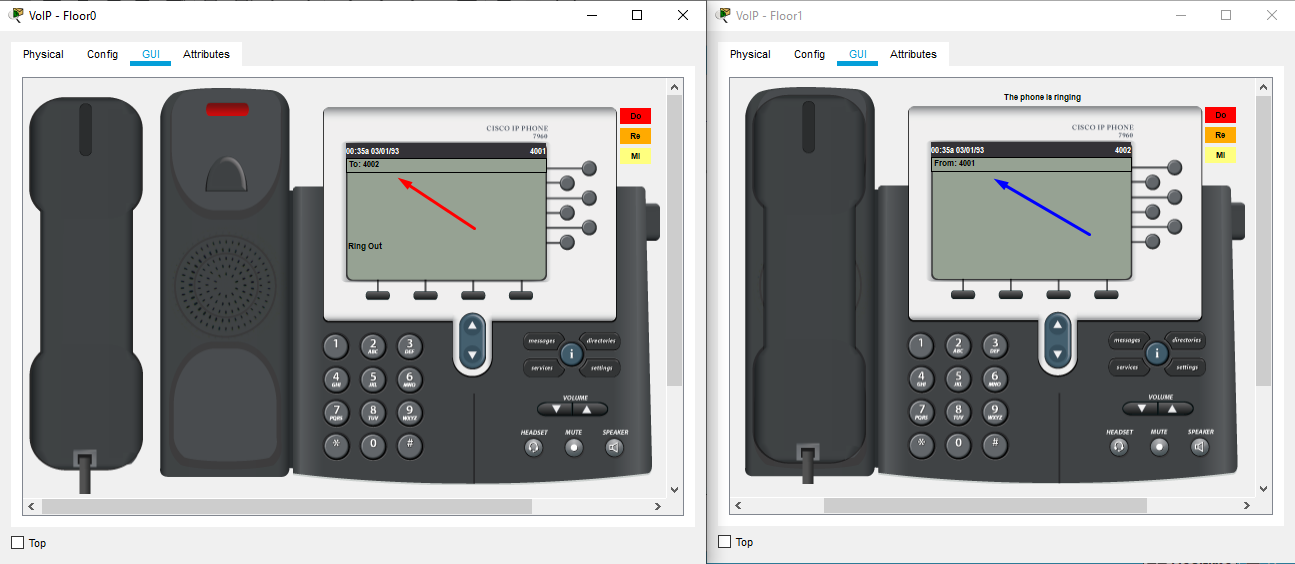 VoIP - Floor0
Physical Config GUI Attributes
CISCO IP PHONE
7960
00:35a 03/01/93 4001
To: 4002
Ring Out
Do
Re
MI
1 2 ABC 3 DEF
4 GHI 5 JKL 6 MNO
7 PQRS 8 TUV 9 WXYZ
* 0 #
messages directories
i
services settings
VOLUME
HEADSET MUTE SPEAKER
Top
VoIP - Floor1
Physical Config GUI Attributes
The phone is ringing
CISCO IP PHONE
7960
00:35a 03/01/93 4002
From: 4001
Do
Re
MI
1 2 ABC 3 DEF
4 GHI 5 JKL 6 MNO
7 PQRS 8 TUV 9 WXYZ
* 0 #
messages directories
i
services settings
VOLUME
HEADSET MUTE SPEAKER
Top